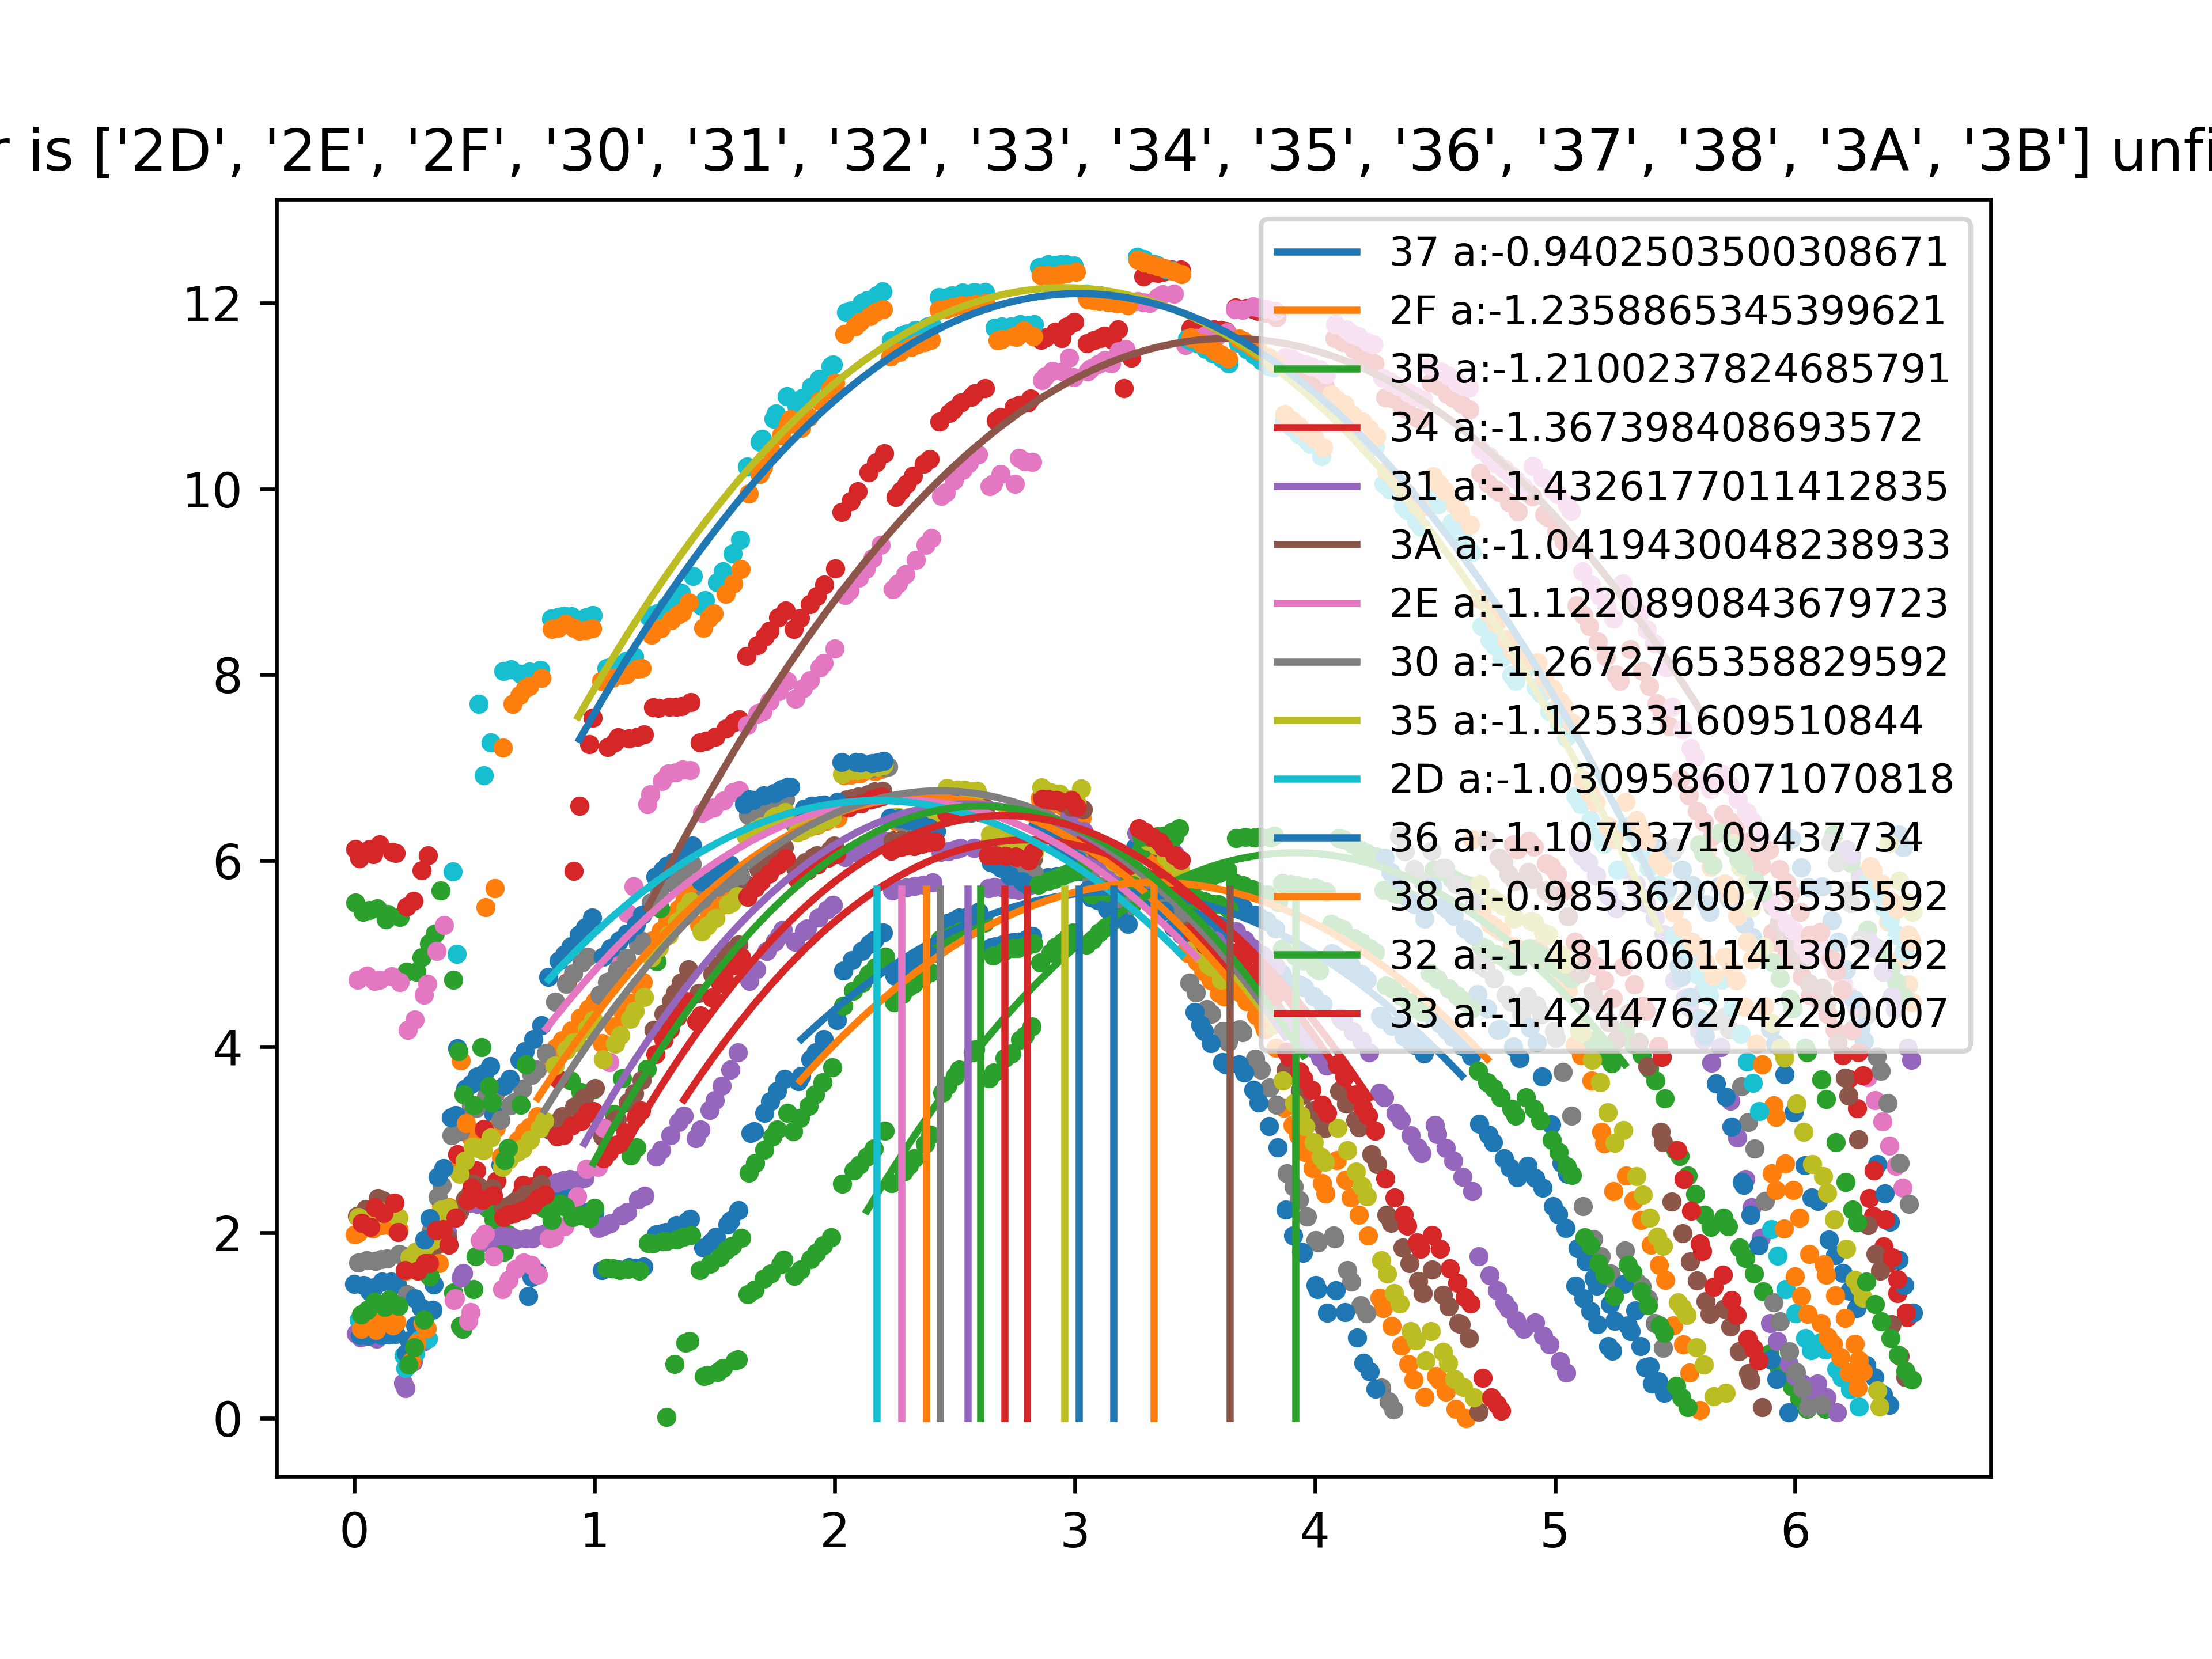 r is ['2D', '2E', '2F', '30', '31', '32', '33', '34', '35', '36', '37', '38', '3A', '3B'] unfi
37 a:-0.9402503500308671
2F a:-1.2358865345399621
3B a:-1.2100237824685791
34 a:-1.367398408693572
31 a:-1.4326177011412835
3A a:-1.0419430048238933
2E a:-1.1220890843679723
30 a:-1.2672765358829592
35 a:-1.125331609510844
2D a:-1.0309586071070818
36 a:-1.107537109437734
38 a:-0.9853620075535592
32 a:-1.4816061141302492
33 a:-1.4244762742290007
12
10
8
6
4
2
0
0 1 2 3 4 5 6